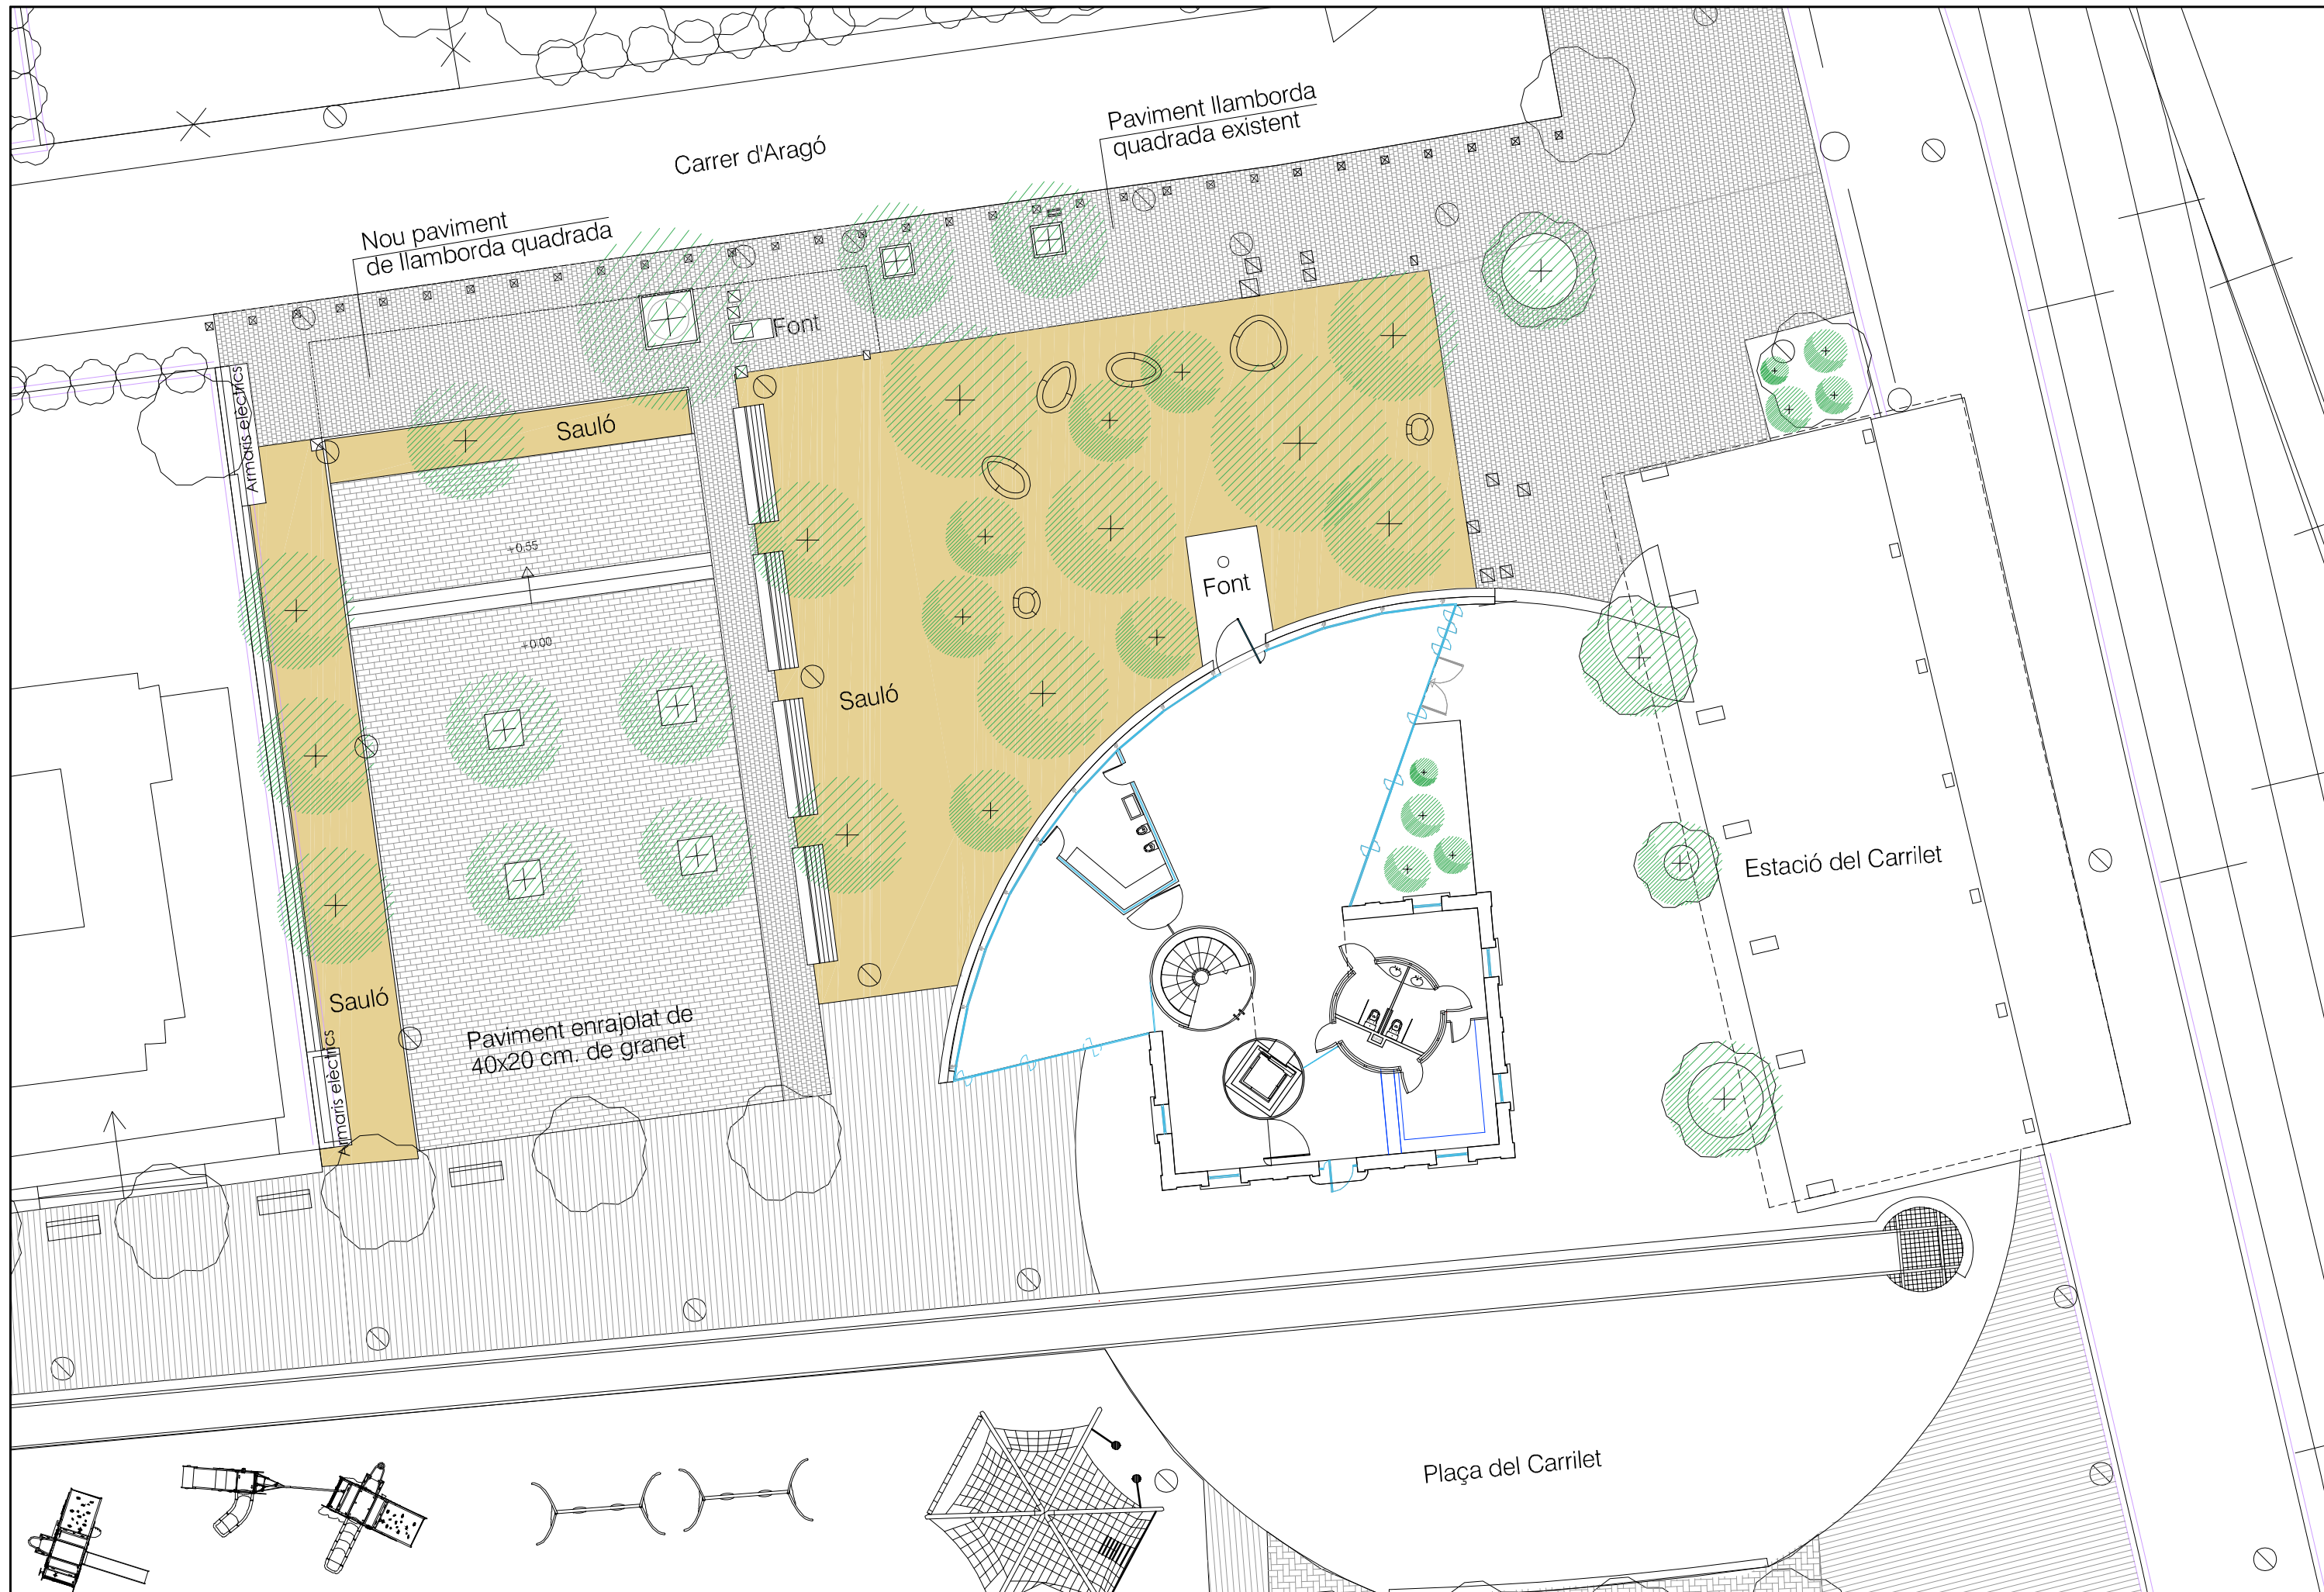 Paviment llamborda
quadrada existent
Carrer d'Aragó
Nou paviment
de llamborda quadrada
Font
Armaris elèctrics
Sauló
+0.55
Font
+0.00
Sauló
Estació del Carrilet
Sauló
Paviment enrajolat de
40x20 cm. de granet
Armaris elèctrics
Plaça del Carrilet